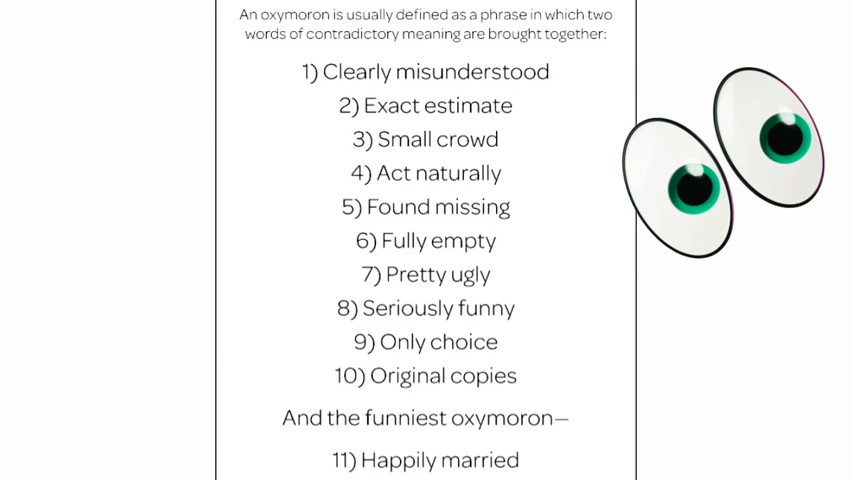 An oxymoron is usually defined as a phrase in which two
words of contradictory meaning are brought together:
1) Clearly misunderstood
2) Exact estimate
3) Small crowd
4) Act naturally
5) Found missing
6) Fully empty
7) Pretty ugly
8) Seriously funny
9) Only choice
10) Original copies
And the funniest oxymoron—
11) Happily married